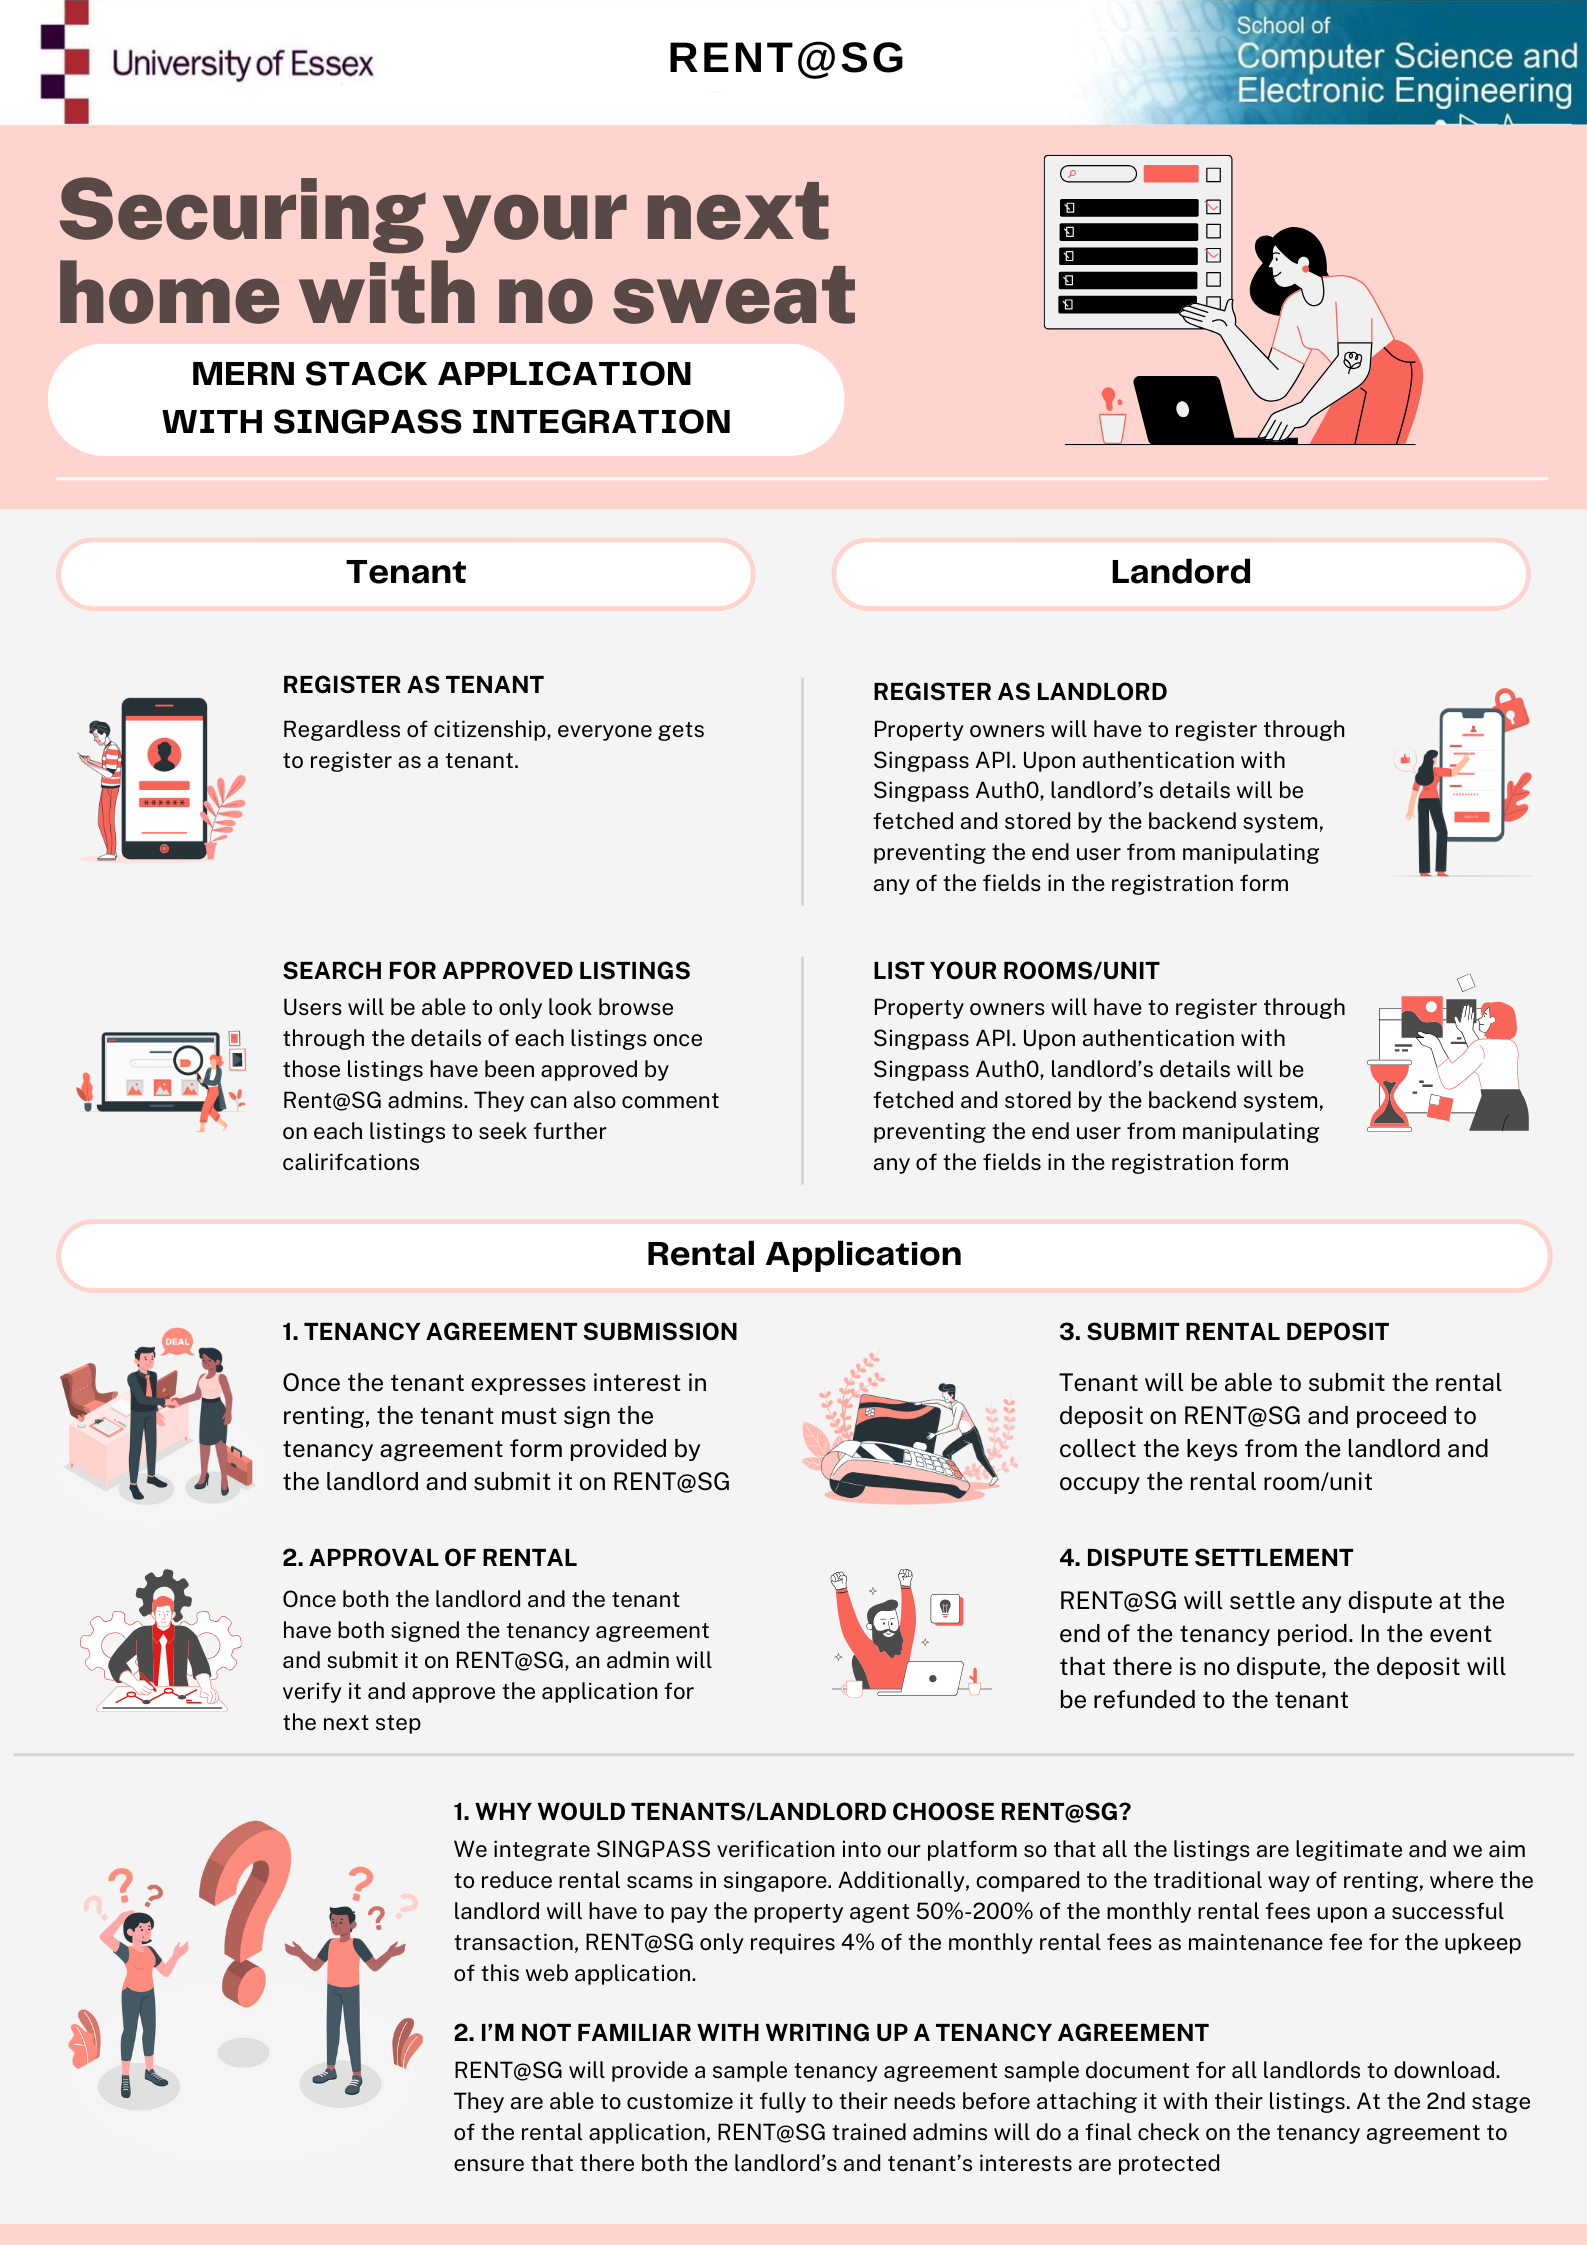 University of Essex
RENT@SG
School of
Computer Science and
Electronic Engineering
Securing your next
home with no sweat
MERN STACK APPLICATION
WITH SINGPASS INTEGRATION
Tenant
Landord
REGISTER AS TENANT
Regardless of citizenship, everyone gets
to register as a tenant.
REGISTER AS LANDLORD
Property owners will have to register through
Singpass API. Upon authentication with
Singpass Auth0, landlord's details will be
fetched and stored by the backend system,
preventing the end user from manipulating
any of the fields in the registration form
SEARCH FOR APPROVED LISTINGS
Users will be able to only look browse
through the details of each listings once
those listings have been approved by
Rent@SG admins. They can also comment
on each listings to seek further
calirifcations
LIST YOUR ROOMS/UNIT
Property owners will have to register through
Singpass API. Upon authentication with
Singpass Auth0, landlord's details will be
fetched and stored by the backend system,
preventing the end user from manipulating
any of the fields in the registration form
Rental Application
1. TENANCY AGREEMENT SUBMISSION
DEAL
Once the tenant expresses interest in
renting, the tenant must sign the
tenancy agreement form provided by
the landlord and submit it on RENT@SG
2. APPROVAL OF RENTAL
Once both the landlord and the tenant
have both signed the tenancy agreement
and submit it on RENT@SG, an admin will
verify it and approve the application for
the next step
3. SUBMIT RENTAL DEPOSIT
Tenant will be able to submit the rental
deposit on RENT@SG and proceed to
collect the keys from the landlord and
occupy the rental room/unit
4. DISPUTE SETTLEMENT
RENT@SG will settle any dispute at the
end of the tenancy period. In the event
that there is no dispute, the deposit will
be refunded to the tenant
1. WHY WOULD TENANTS/LANDLORD CHOOSE RENT@SG?
We integrate SINGPASS verification into our platform so that all the listings are legitimate and we aim
to reduce rental scams in singapore. Additionally, compared to the traditional way of renting, where the
landlord will have to pay the property agent 50%-200% of the monthly rental fees upon a successful
transaction, RENT@SG only requires 4% of the monthly rental fees as maintenance fee for the upkeep
of this web application.
2. I'M NOT FAMILIAR WITH WRITING UP A TENANCY AGREEMENT
RENT@SG will provide a sample tenancy agreement sample document for all landlords to download.
They are able to customize it fully to their needs before attaching it with their listings. At the 2nd stage
of the rental application, RENT@SG trained admins will do a final check on the tenancy agreement to
ensure that there both the landlord's and tenant's interests are protected